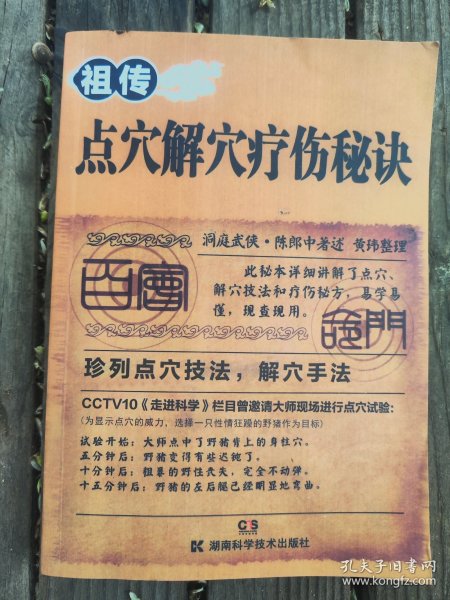 祖传
点穴解穴疗伤秘诀
洞庭武侠·陈郎中著述 黄玮整理
百会
此秘本详细讲解了点穴、
解穴技法和疗伤秘方,易学易
懂,现查现用。
命门
珍列点穴技法,解穴手法
CCTV10《走进科学》栏目曾邀请大师现场进行点穴试验:
(为显示点穴的威力,选择一只性情狂躁的野猪作为目标)
试验开始:大师点中了野猪背上的身柱穴。
五分钟后:野猪变得有些迟钝了。
十分钟后:粗暴的野性丧失,完全不动弹。
十五分钟后:野猪的左后腿已经明显地弯曲。
湖南科学技术出版社
孔夫子旧书网
www.kongfz.com